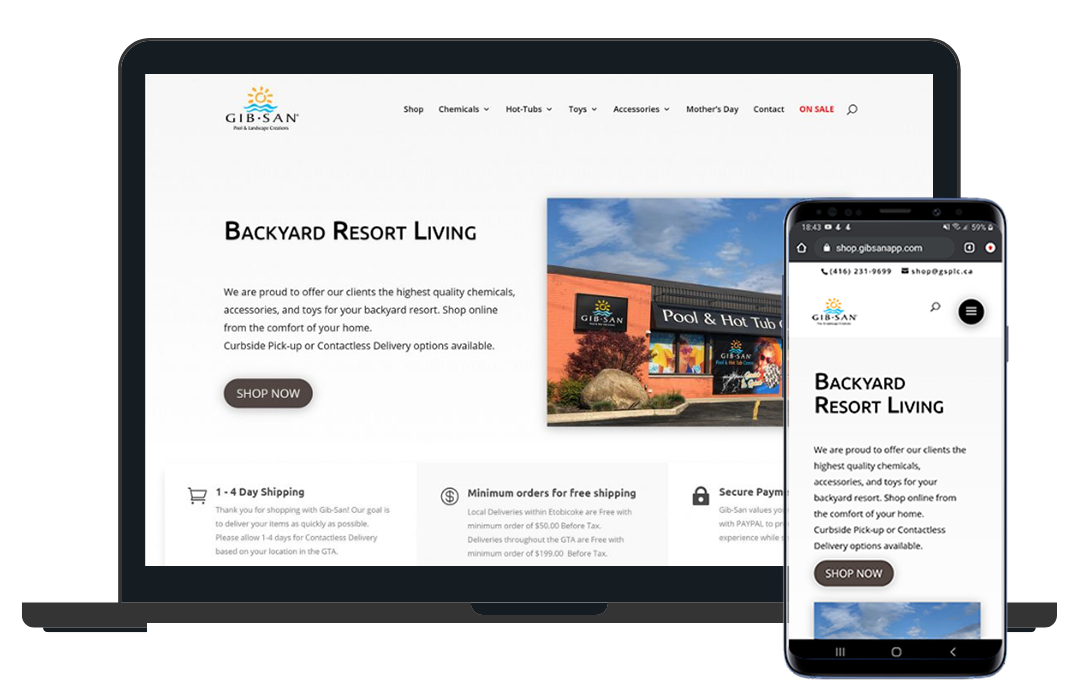 GIB·SAN®
Pool & Landscape Creations
Shop Chemicals Hot-Tubs Toys Accessories Mother's Day Contact ON SALE
Backyard Resort Living
We are proud to offer our clients the highest quality chemicals,
accessories, and toys for your backyard resort. Shop online
from the comfort of your home.
Curbside Pick-up or Contactless Delivery options available.
SHOP NOW
GIB·SAN
Pool & Hot Tub
GIB·SAN
Pool & Hot Tub Centre
1 - 4 Day Shipping
Thank you for shopping with Gib-San! Our goal is
to deliver your items as quickly as possible.
Please allow 1-4 days for Contactless Delivery
based on your location in the GTA.
Minimum orders for free shipping
Local Deliveries within Etobicoke are Free with
minimum order of $50.00 Before Tax.
Deliveries throughout the GTA are Free with
minimum order of $199.00 Before Tax.
Secure Paym
Gib-San values you
with PAYPAL to pr
experience while
18:43 59%
shop.gibsanapp.com
(416) 231-9699 shop@gsplc.ca
GIB·SAN
Backyard
Resort Living
We are proud to offer our clients the
highest quality chemicals,
accessories, and toys for your
backyard resort. Shop online from
the comfort of your home.
Curbside Pick-up or Contactless
Delivery options available.
SHOP NOW